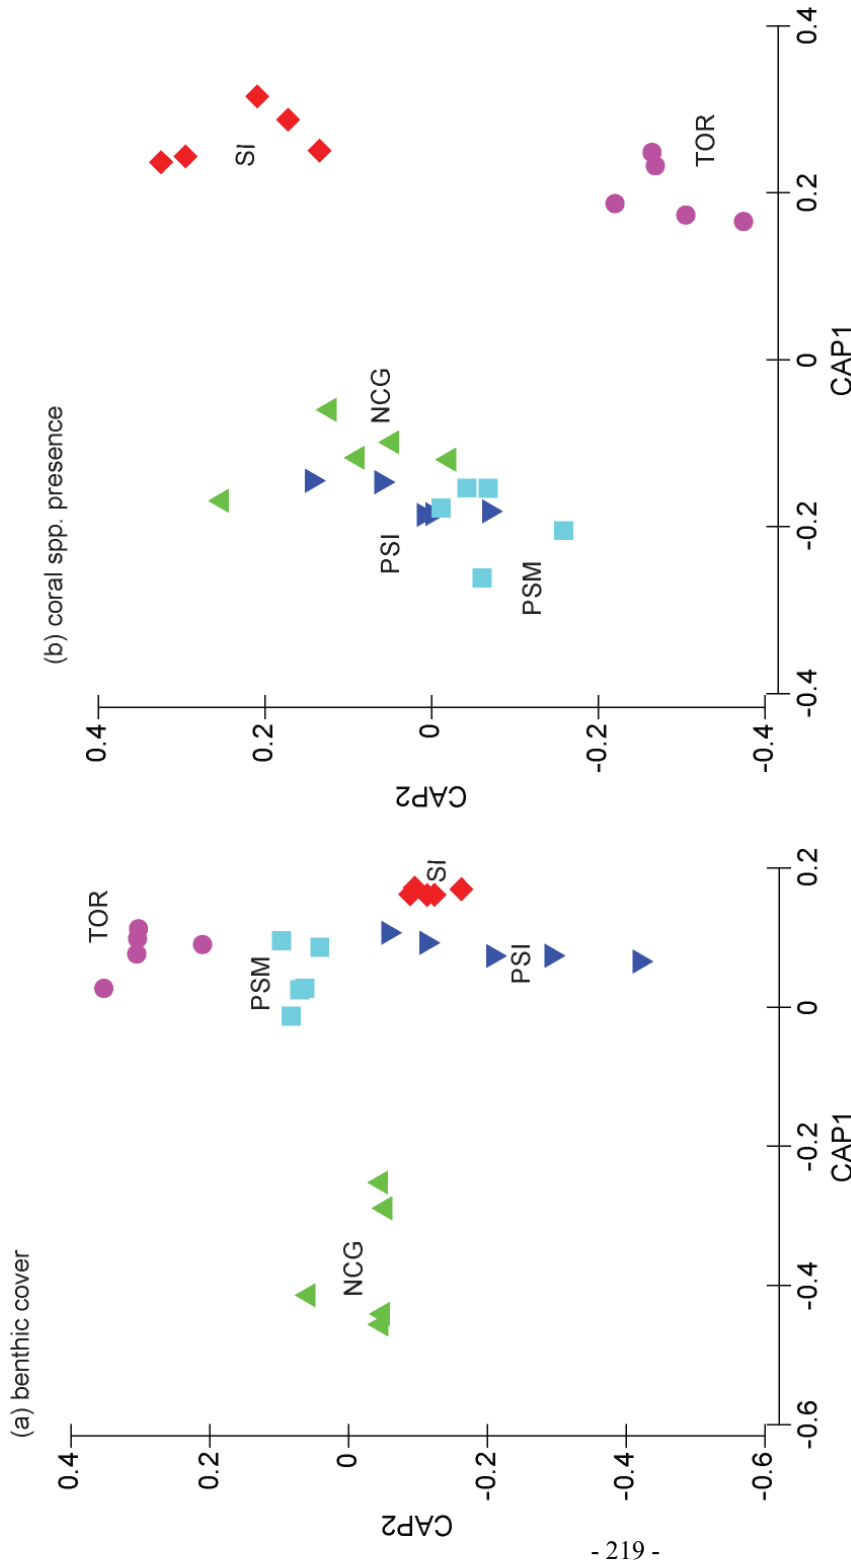 (a) benthic cover
0.4
0.2
0
-0.2
-0.4
-0.6
CAP2
-0.6
-0.4
-0.2
0
0.2
CAP1
NCG
PSM
TOR
PSI
SI
(b) coral spp. presence
0.4
0.2
0
-0.2
-0.4
CAP2
-0.4
-0.2
0
0.2
0.4
CAP1
PSI
PSM
NCG
SI
TOR
- 219 -